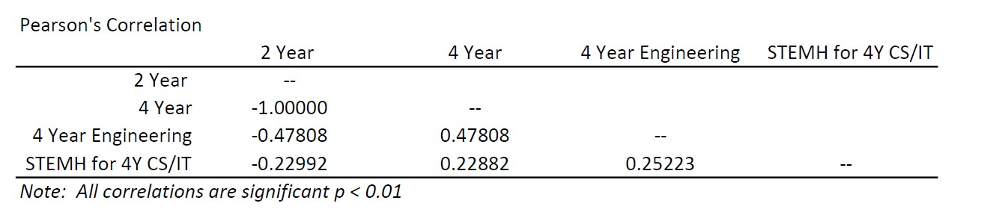 Pearson's Correlation
2 Year 4 Year 4 Year Engineering STEMH for 4Y CS/IT
2 Year --
4 Year -1.00000 --
4 Year Engineering -0.47808 0.47808 --
STEMH for 4Y CS/IT -0.22992 0.22882 0.25223 --
Note: All correlations are significant p < 0.01